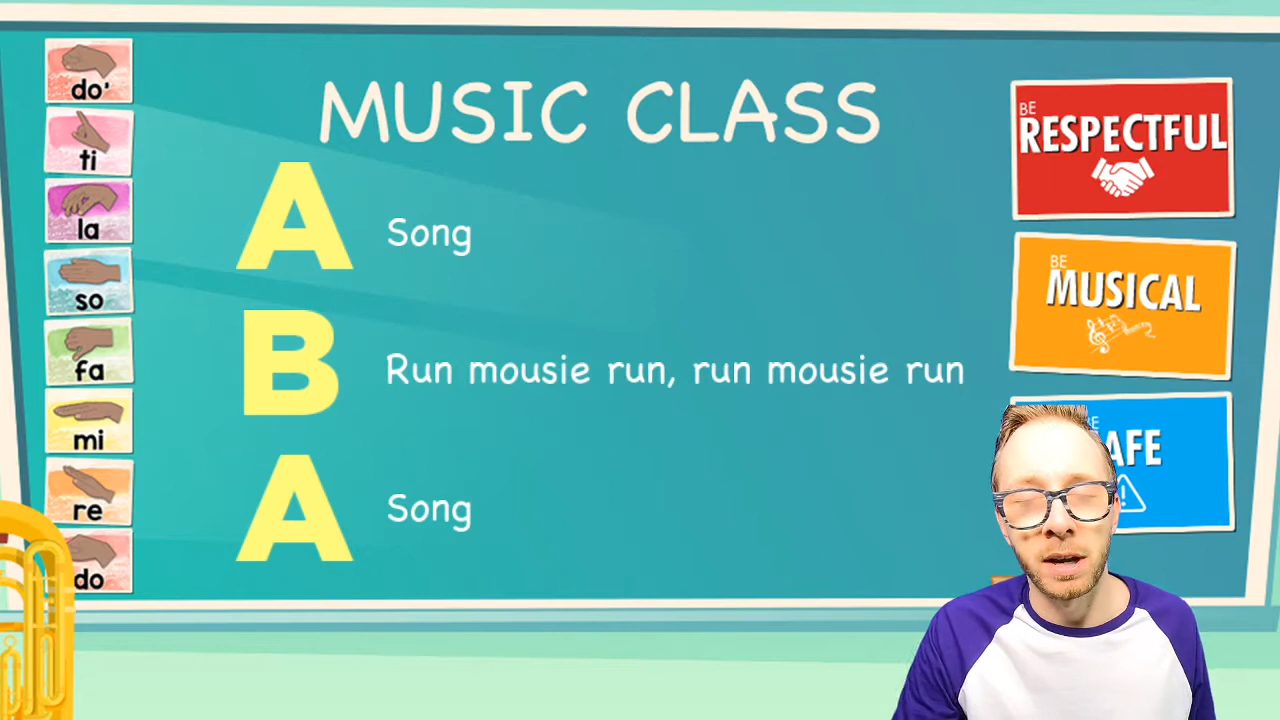 MUSIC CLASS
do'
ti
la
so
fa
mi
re
do
A
Song
B
Run mousie run, run mousie run
A
Song
BE
RESPECTFUL
BE
MUSICAL